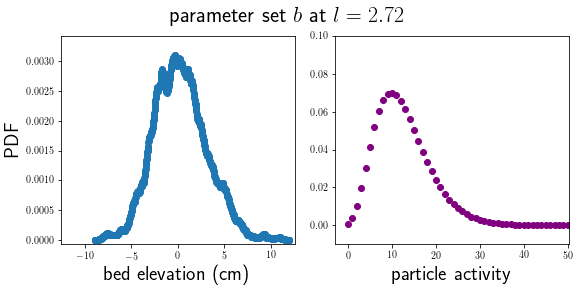 parameter set b at l = 2.72
PDF
0.0030
0.0025
0.0020
0.0015
0.0010
0.0005
0.0000
−10 −5 0 5 10
bed elevation (cm)
0.10
0.08
0.06
0.04
0.02
0.00
0 10 20 30 40 50
particle activity